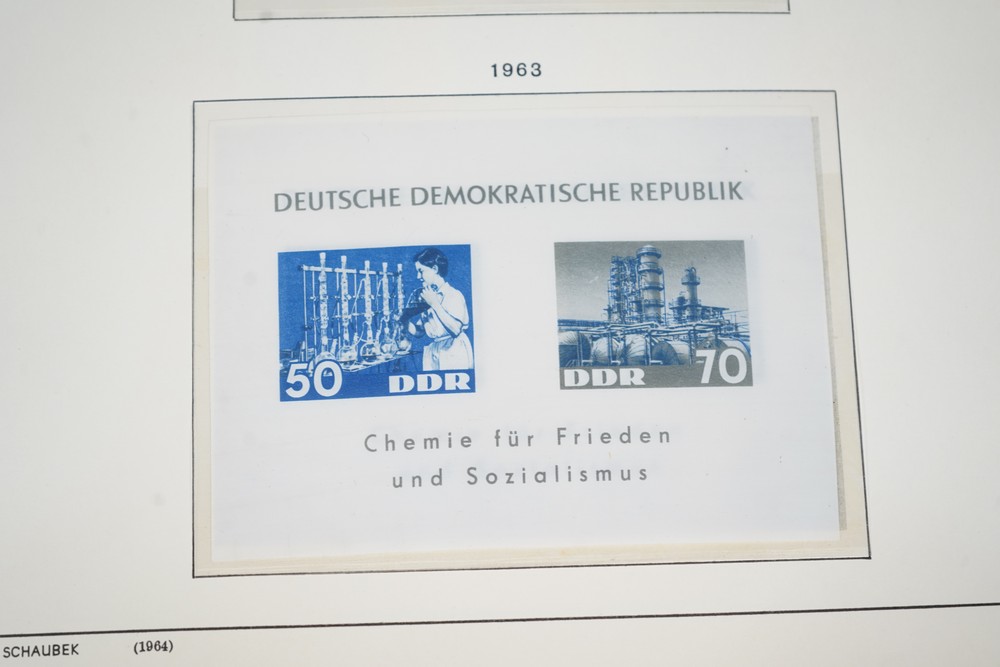 1963
DEUTSCHE DEMOKRATISCHE REPUBLIK
50 DDR
DDR 70
Chemie für Frieden
und Sozialismus
SCHAUBEK (1964)